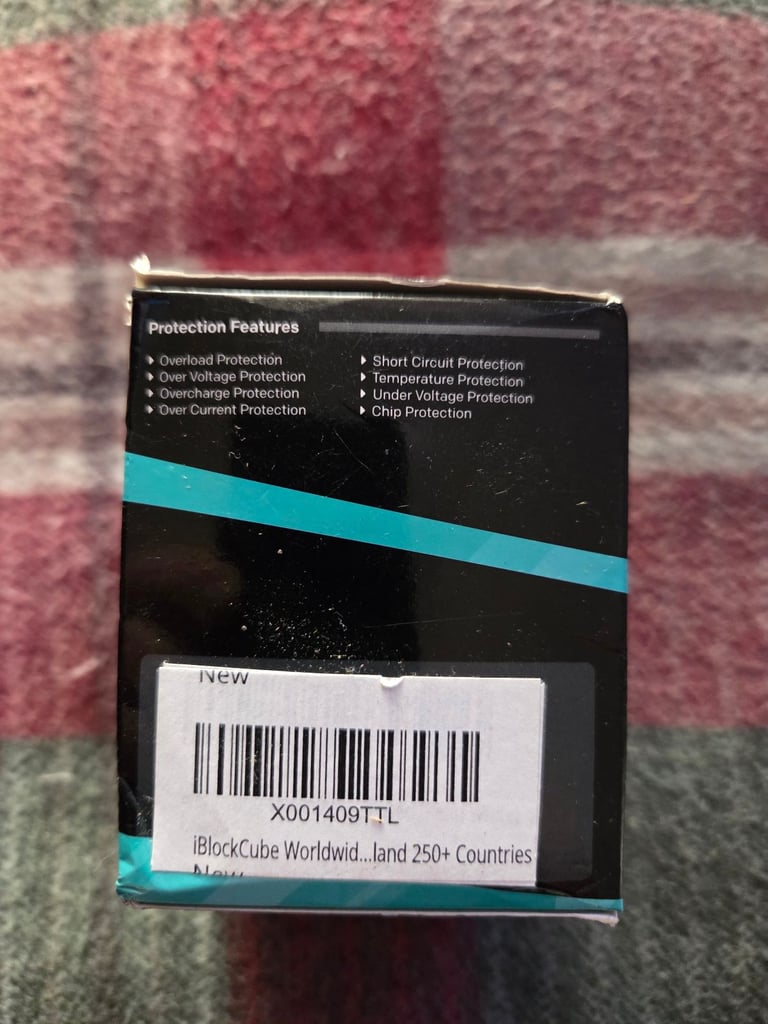 Protection Features
Overload Protection
Over Voltage Protection
Overcharge Protection
Over Current Protection
Short Circuit Protection
Temperature Protection
Under Voltage Protection
Chip Protection
New
X001409TTL
iBlockCube Worldwid...land 250+ Countries
New